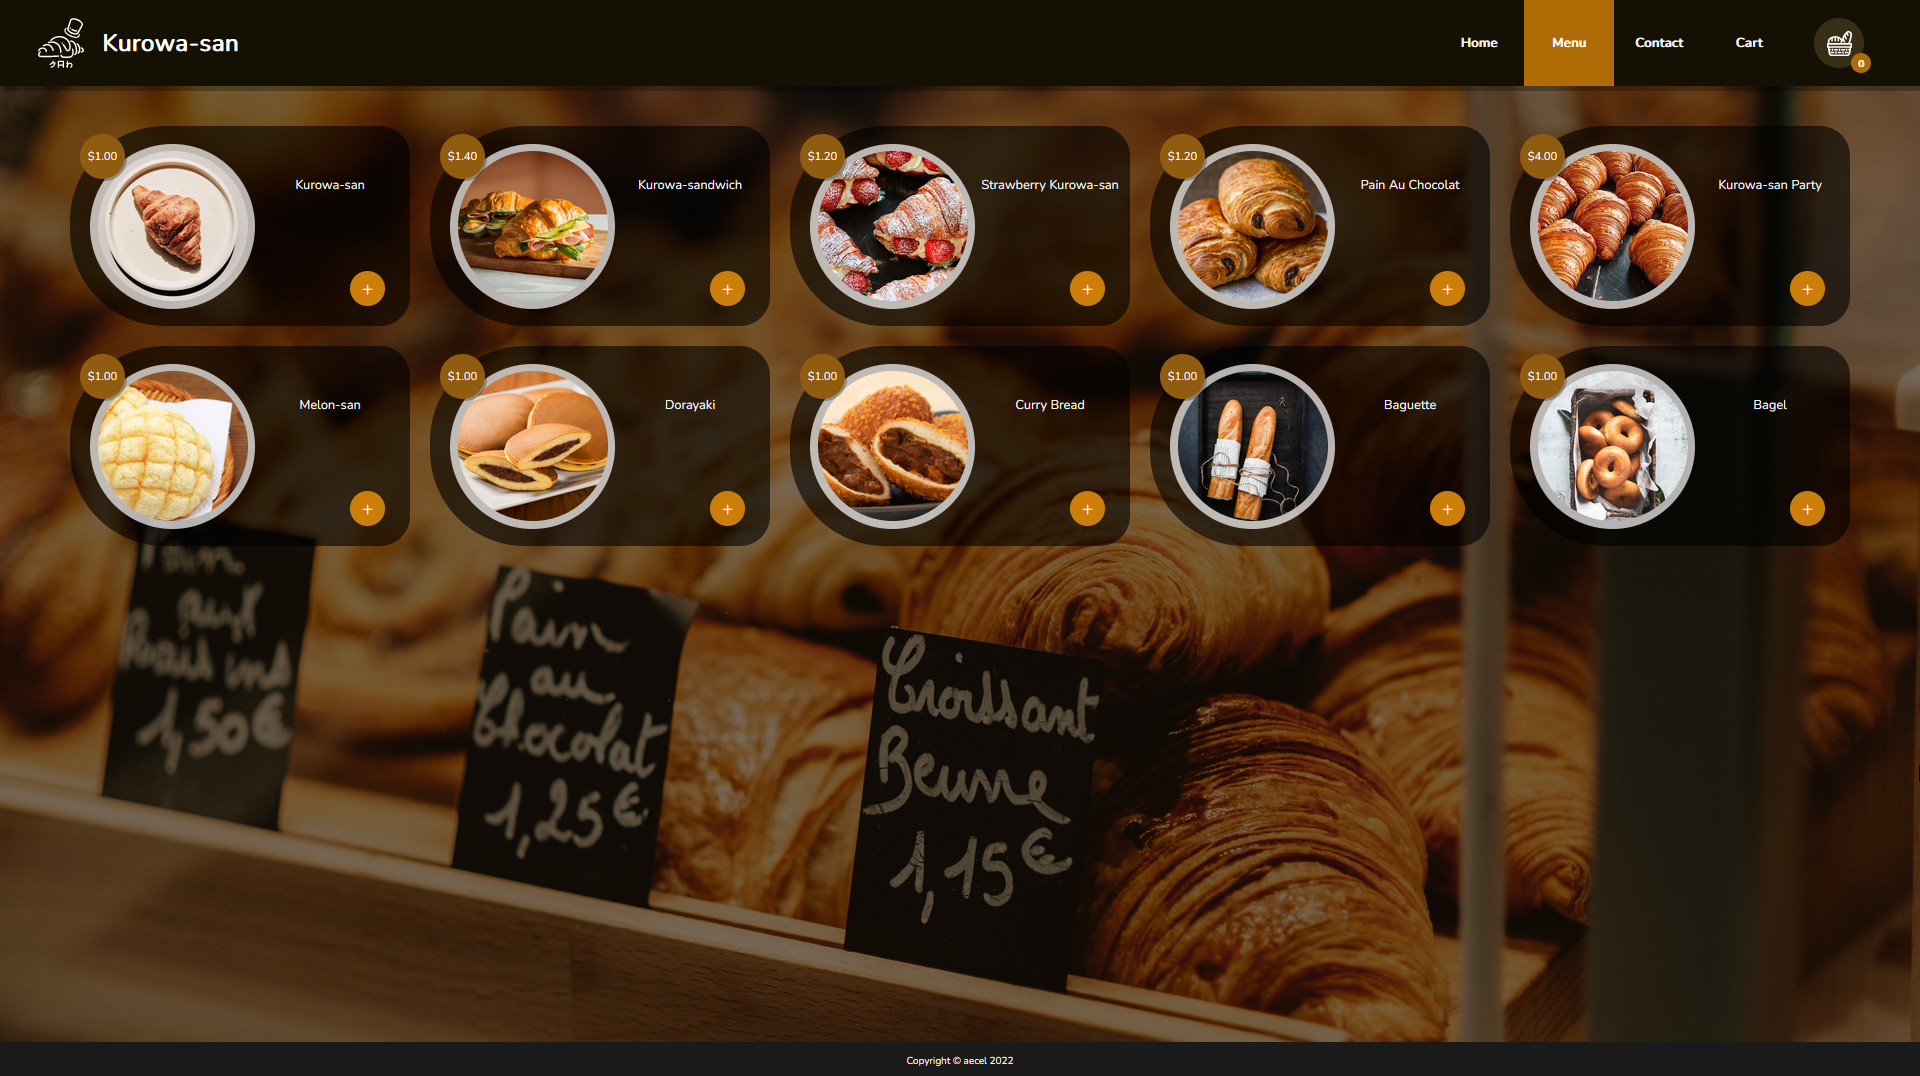 クロわ
Kurowa-san
Home
Menu
Contact
Cart
0
$1.00
Kurowa-san
+
$1.40
Kurowa-sandwich
+
$1.20
Strawberry Kurowa-san
+
$1.20
Pain Au Chocolat
+
$4.00
Kurowa-san Party
+
$1.00
Melon-san
+
$1.00
Dorayaki
+
$1.00
Curry Bread
+
$1.00
Baguette
+
$1.00
Bagel
+
Pain
aux
Raisins
1,50€
Pain
au
Chocolat
1,25€
Croissant
Beurre
1,15€
Copyright © aecel 2022